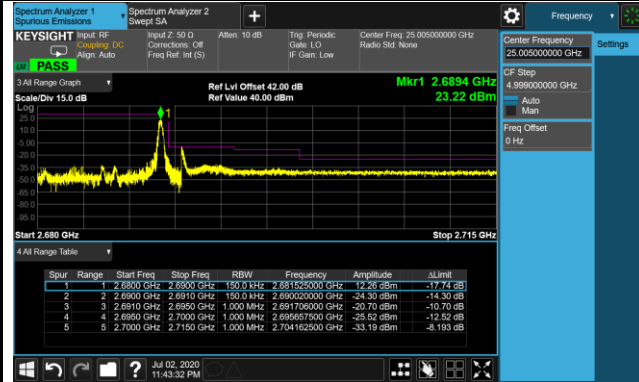 Spectrum Analyzer 1
Spurious Emissions
Spectrum Analyzer 2
Swept SA
Frequency
KEYSIGHT
Input: RF
Coupling: DC
Align: Auto
Input Z: 50 Ω
Corrections: Off
Freq Ref: Int (S)
Atten: 10 dB
Trig: Periodic
Gate: LO
IF Gain: Low
Center Freq: 25.005000000 GHz
Radio Std: None
PASS
Center Frequency
25.005000000 GHz
Settings
CF Step
4.999000000 GHz
Auto
Man
Freq Offset
0 Hz
3 All Range Graph
Scale/Div 15.0 dB
Ref Lvl Offset 42.00 dB
Ref Value 40.00 dBm
Mkr1 2.6894 GHz
23.22 dBm
Log
25.0
10.0
-5.00
-20.0
-35.0
-50.0
-65.0
-80.0
-95.0
1
Start 2.680 GHz
Stop 2.715 GHz
4 All Range Table
Spur Range Start Freq Stop Freq RBW Frequency Amplitude ΔLimit
1 1 2.6800 GHz 2.6900 GHz 150.0 kHz 2.681525000 GHz 12.26 dBm -17.74 dB
2 2 2.6900 GHz 2.6910 GHz 150.0 kHz 2.690020000 GHz -24.30 dBm -14.30 dB
3 3 2.6910 GHz 2.6950 GHz 1.000 MHz 2.691706000 GHz -20.70 dBm -10.70 dB
4 4 2.6950 GHz 2.7000 GHz 1.000 MHz 2.695657500 GHz -25.52 dBm -12.52 dB
5 5 2.7000 GHz 2.7150 GHz 1.000 MHz 2.704162500 GHz -33.19 dBm -8.193 dB
Jul 02, 2020
11:43:32 PM